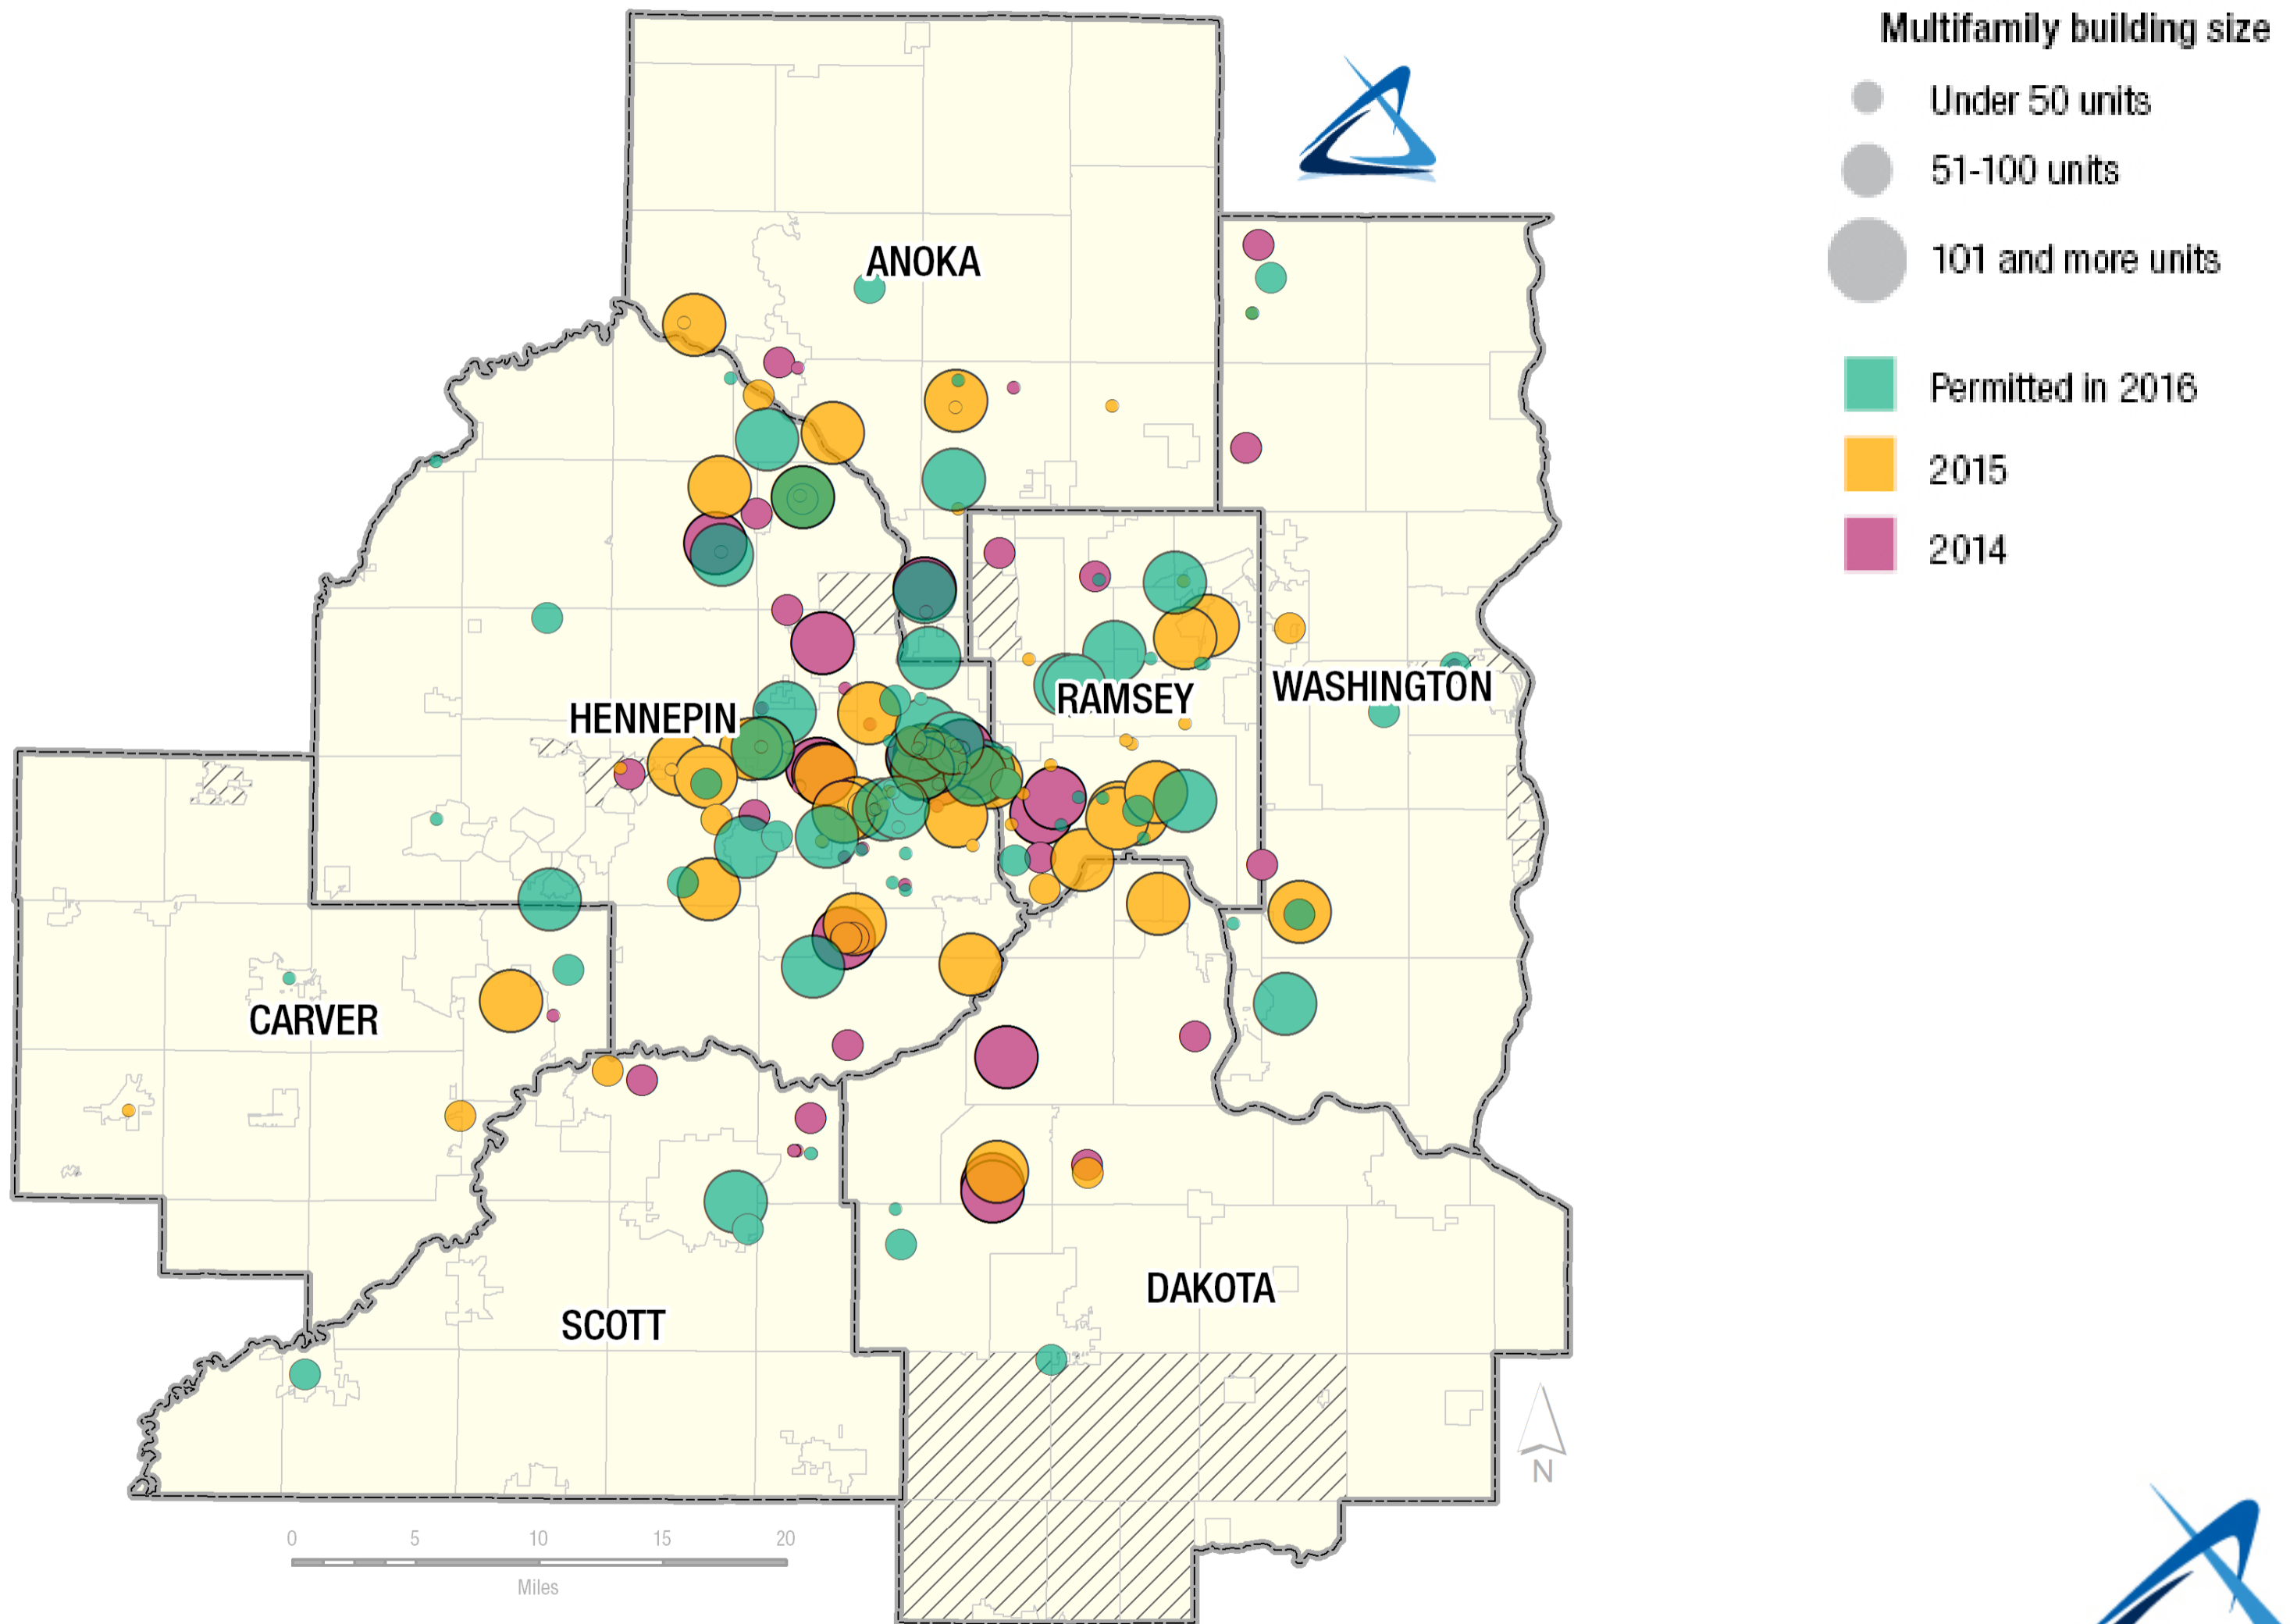 Multifamily building size
Under 50 units
51-100 units
101 and more units
Permitted in 2016
2015
2014
ANOKA
HENNEPIN
RAMSEY
WASHINGTON
CARVER
SCOTT
DAKOTA
N
0 5 10 15 20
Miles